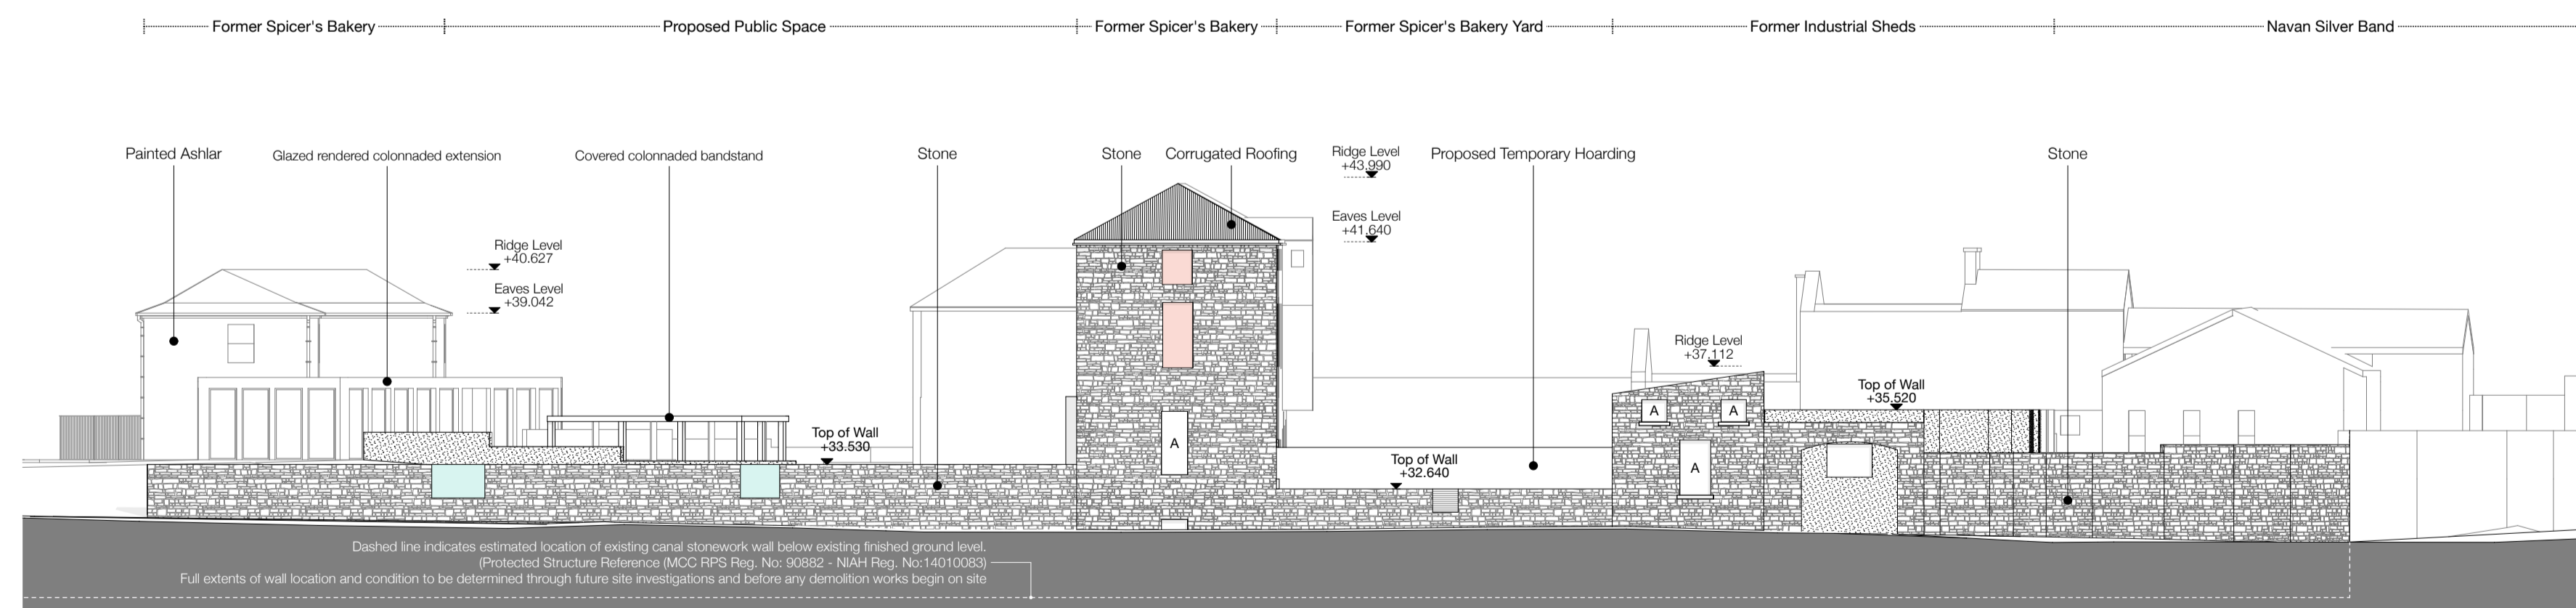 Former Spicer's Bakery
Proposed Public Space
Former Spicer's Bakery
Former Spicer's Bakery Yard
Former Industrial Sheds
Navan Silver Band
Painted Ashlar
Glazed rendered colonnaded extension
Covered colonnaded bandstand
Stone
Stone
Corrugated Roofing
Ridge Level
+43.990
Proposed Temporary Hoarding
Stone
Eaves Level
+41.640
Ridge Level
+40.627
Eaves Level
+39.042
Ridge Level
+37.112
Top of Wall
+35.520
A
A
Top of Wall
+33.530
A
Top of Wall
+32.640
A
Dashed line indicates estimated location of existing canal stonework wall below existing finished ground level.
(Protected Structure Reference (MCC RPS Reg. No: 90882 - NIAH Reg. No:14010083)
Full extents of wall location and condition to be determined through future site investigations and before any demolition works begin on site